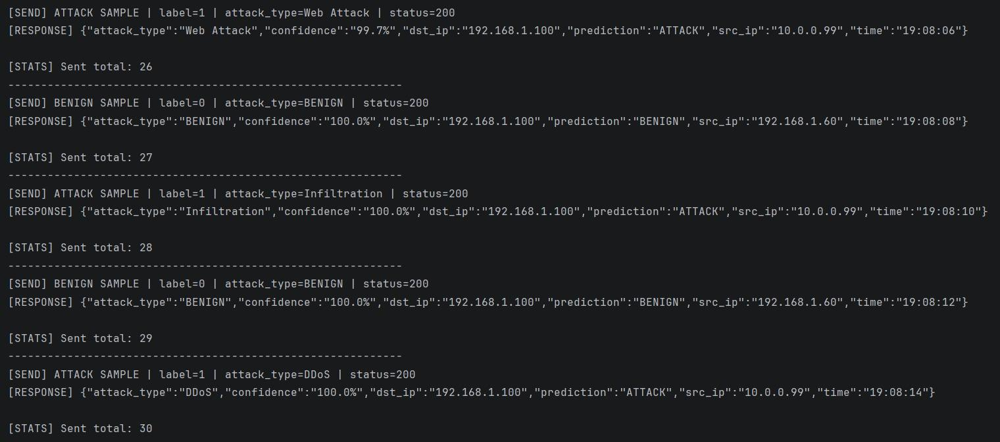 [SEND] ATTACK SAMPLE | label=1 | attack_type=Web Attack | status=200
[RESPONSE] {"attack_type":"Web Attack","confidence":"99.7%","dst_ip":"192.168.1.100","prediction":"ATTACK","src_ip":"10.0.0.99","time":"19:08:06"}
[STATS] Sent total: 26
------------------------------------------------------------
[SEND] BENIGN SAMPLE | label=0 | attack_type=BENIGN | status=200
[RESPONSE] {"attack_type":"BENIGN","confidence":"100.0%","dst_ip":"192.168.1.100","prediction":"BENIGN","src_ip":"192.168.1.60","time":"19:08:08"}
[STATS] Sent total: 27
------------------------------------------------------------
[SEND] ATTACK SAMPLE | label=1 | attack_type=Infiltration | status=200
[RESPONSE] {"attack_type":"Infiltration","confidence":"100.0%","dst_ip":"192.168.1.100","prediction":"ATTACK","src_ip":"10.0.0.99","time":"19:08:10"}
[STATS] Sent total: 28
------------------------------------------------------------
[SEND] BENIGN SAMPLE | label=0 | attack_type=BENIGN | status=200
[RESPONSE] {"attack_type":"BENIGN","confidence":"100.0%","dst_ip":"192.168.1.100","prediction":"BENIGN","src_ip":"192.168.1.60","time":"19:08:12"}
[STATS] Sent total: 29
------------------------------------------------------------
[SEND] ATTACK SAMPLE | label=1 | attack_type=DDoS | status=200
[RESPONSE] {"attack_type":"DDoS","confidence":"100.0%","dst_ip":"192.168.1.100","prediction":"ATTACK","src_ip":"10.0.0.99","time":"19:08:14"}
[STATS] Sent total: 30